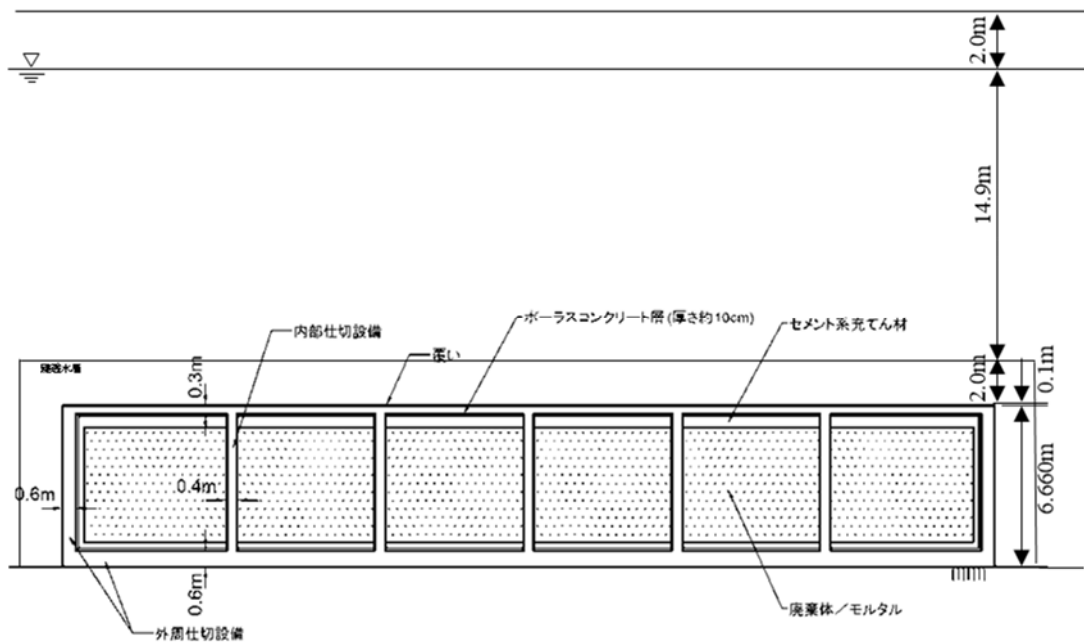 2.0m
14.9m
ポーラスコンクリート層(厚さ約10cm)
セメント系充てん材
内部仕切設備
覆い
0.3m
2.0m
0.1m
0.6m
0.4m
6.660m
0.6m
廃棄体/モルタル
外周仕切設備